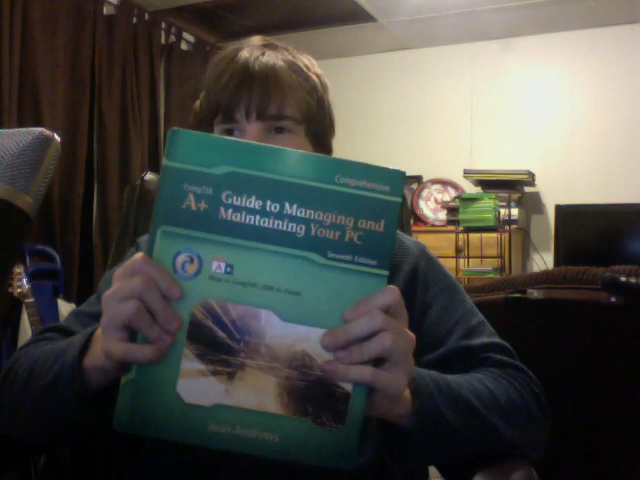 Comprehensive
CompTIA
A+
Guide to Managing and
Maintaining Your PC
Seventh Edition
A+
Jean Andrews